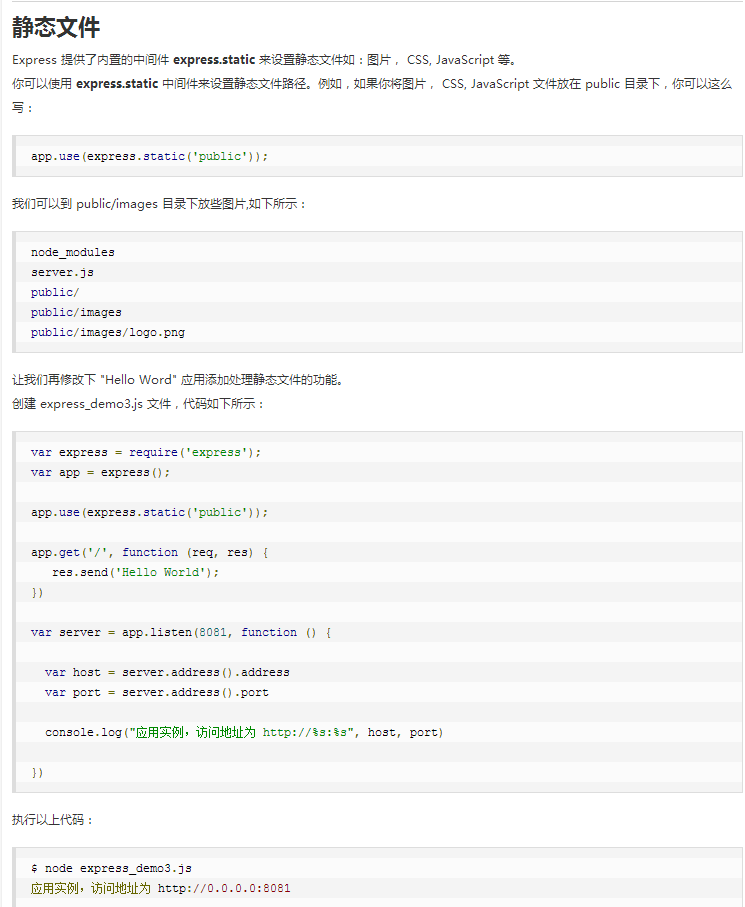 静态文件
Express 提供了内置的中间件 express.static 来设置静态文件如：图片， CSS, JavaScript 等。
你可以使用 express.static 中间件来设置静态文件路径。例如，如果你将图片， CSS, JavaScript 文件放在 public 目录下，你可以这么
写：
app.use(express.static('public'));
我们可以到 public/images 目录下放些图片,如下所示：
node_modules
server.js
public/
public/images
public/images/logo.png
让我们再修改下 "Hello Word" 应用添加处理静态文件的功能。
创建 express_demo3.js 文件，代码如下所示：
var express = require('express');
var app = express();
app.use(express.static('public'));
app.get('/', function (req, res) {
   res.send('Hello World');
})
var server = app.listen(8081, function () {
  var host = server.address().address
  var port = server.address().port
  console.log("应用实例，访问地址为 http://%s:%s", host, port)
})
执行以上代码：
$ node express_demo3.js
应用实例，访问地址为 http://0.0.0.0:8081